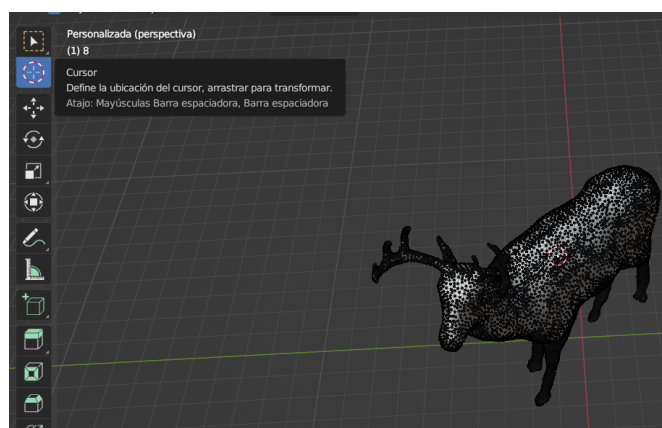 Personalizada (perspectiva)
(1) 8
Cursor
Define la ubicación del cursor, arrastrar para transformar.
Atajo: Mayúsculas Barra espaciadora, Barra espaciadora